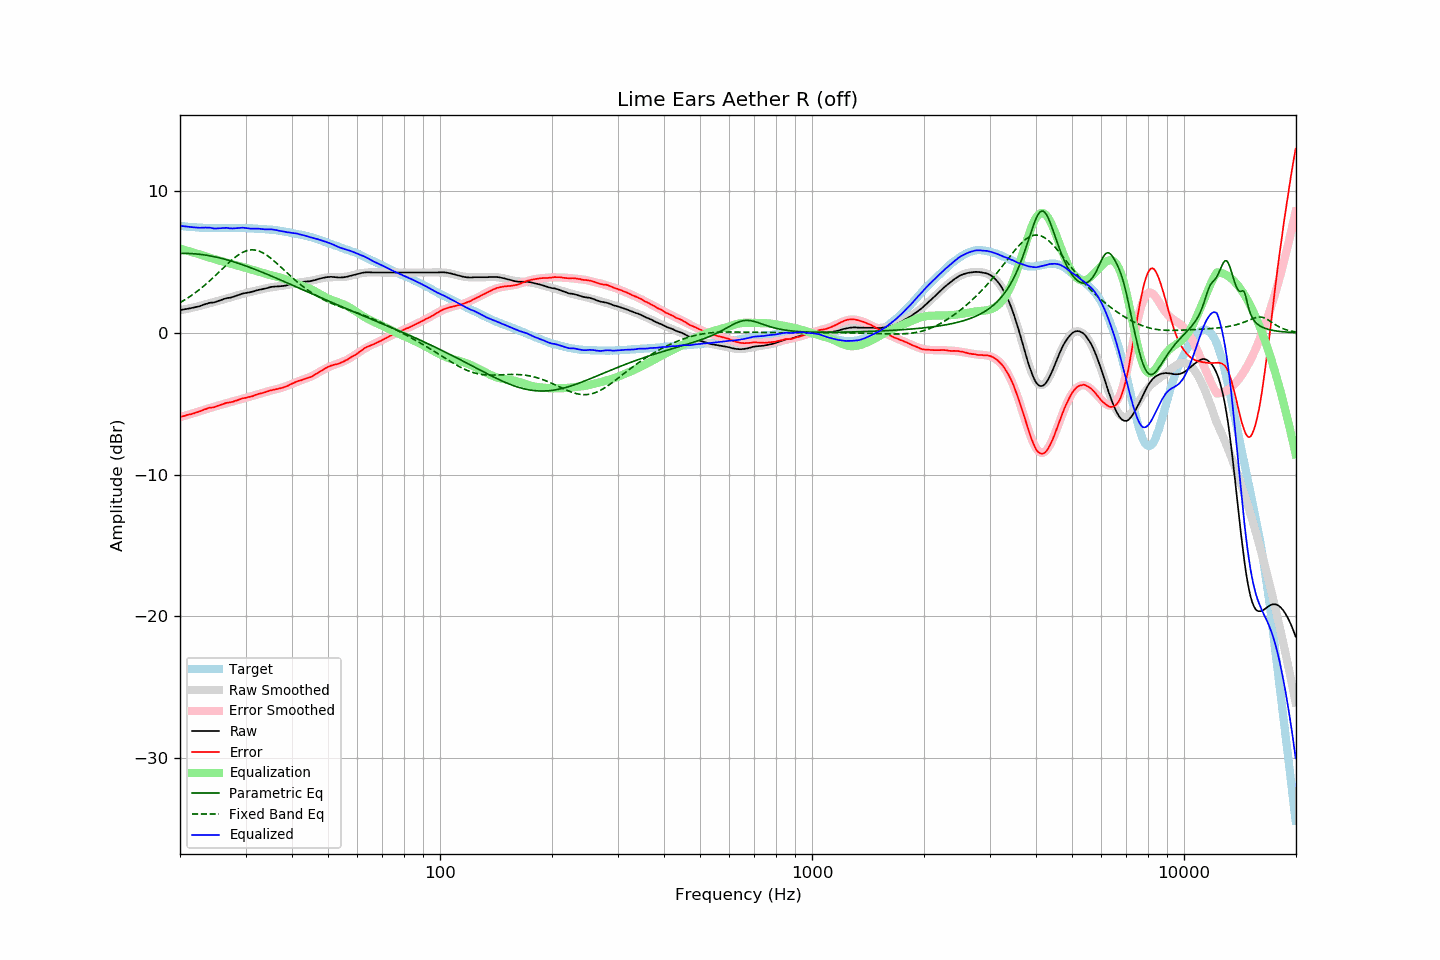 Lime Ears Aether R (off)
10
0
−10
−20
−30
Amplitude (dBr)
Target
Raw Smoothed
Error Smoothed
Raw
Error
Equalization
Parametric Eq
Fixed Band Eq
Equalized
100
1000
10000
Frequency (Hz)